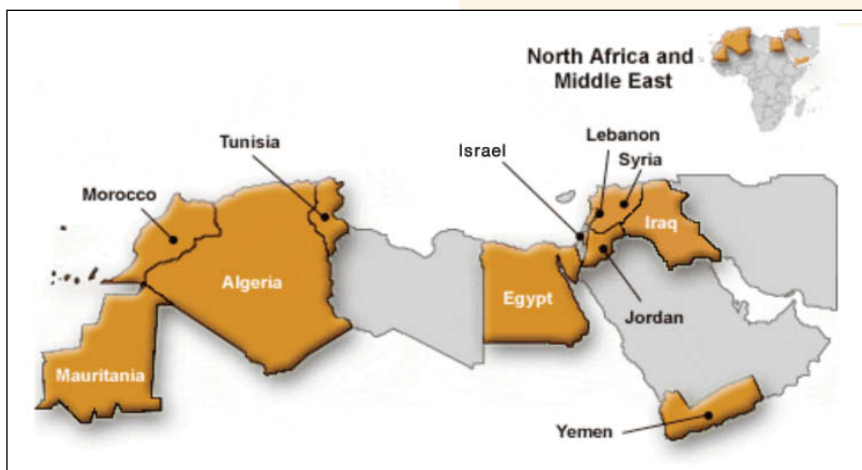 North Africa and
Middle East
Tunisia
Lebanon
Israel
Syria
Morocco
Iraq
Algeria
Egypt
Jordan
Mauritania
Yemen